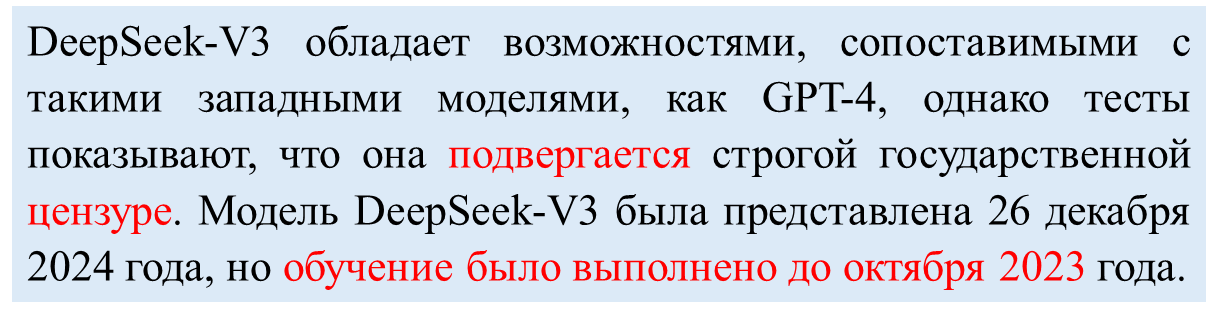 DeepSeek-V3 обладает возможностями, сопоставимыми с
такими западными моделями, как GPT-4, однако тесты
показывают, что она подвергается строгой государственной
цензуре. Модель DeepSeek-V3 была представлена 26 декабря
2024 года, но обучение было выполнено до октября 2023 года.